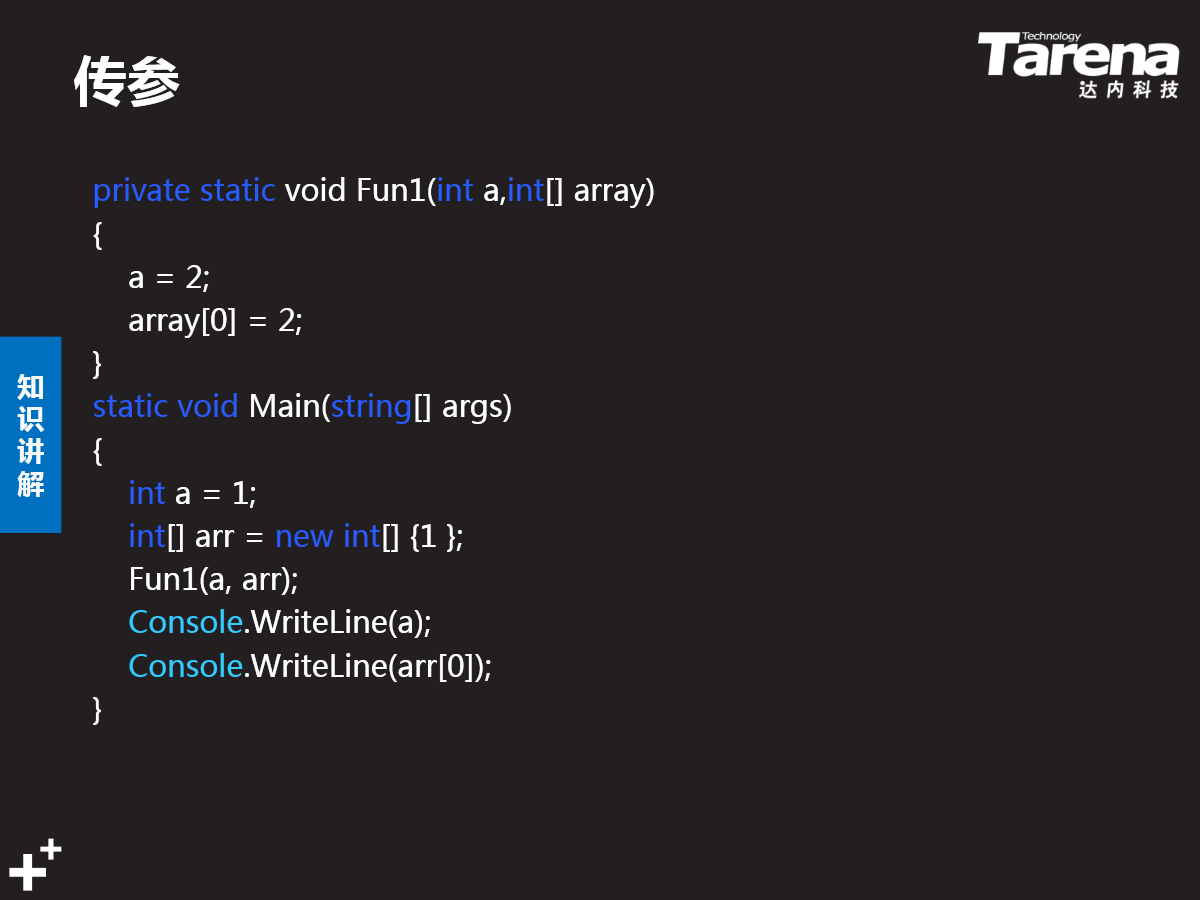 传参
Technology
Tarena
达内科技
private static void Fun1(int a,int[] array)
{
a = 2;
array[0] = 2;
}
static void Main(string[] args)
{
int a = 1;
int[] arr = new int[] {1 };
Fun1(a, arr);
Console.WriteLine(a);
Console.WriteLine(arr[0]);
}
知识讲解